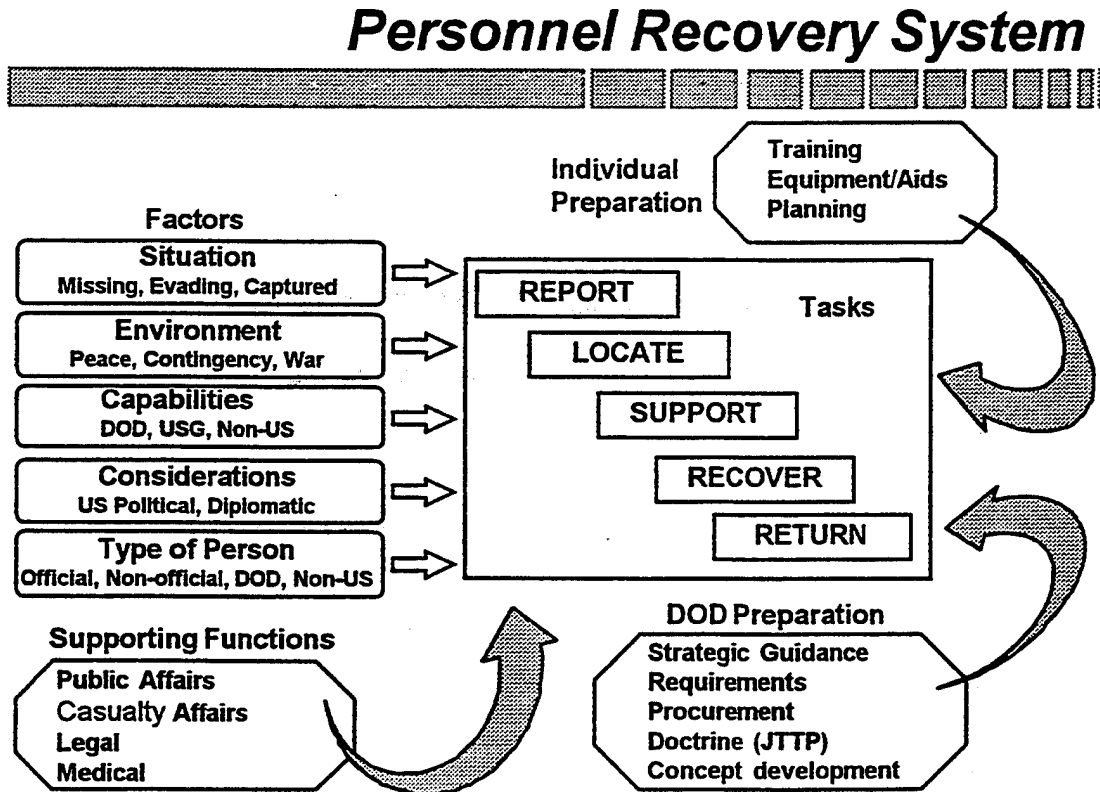 Personnel Recovery System
Individual
Preparation
Training
Equipment/Aids
Planning
Factors
Situation
Missing, Evading, Captured
Environment
Peace, Contingency, War
Capabilities
DOD, USG, Non-US
Considerations
US Political, Diplomatic
Type of Person
Official, Non-official, DOD, Non-US
Tasks
REPORT
LOCATE
SUPPORT
RECOVER
RETURN
Supporting Functions
Public Affairs
Casualty Affairs
Legal
Medical
DOD Preparation
Strategic Guidance
Requirements
Procurement
Doctrine (JTTP)
Concept development